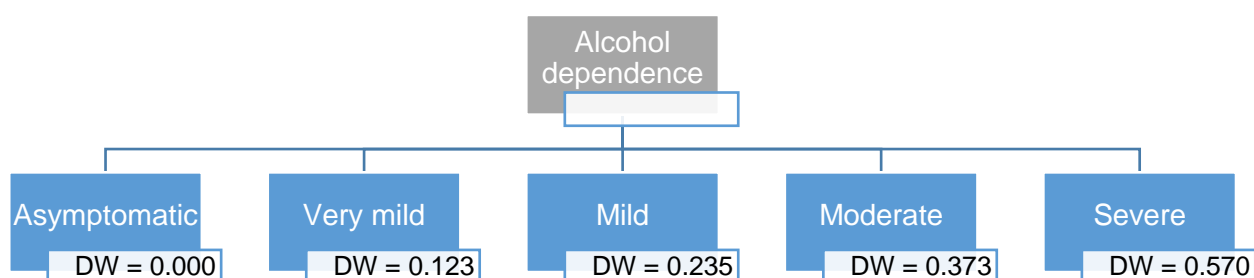 Alcohol
dependence
Asymptomatic
DW = 0.000
Very mild
DW = 0.123
Mild
DW = 0.235
Moderate
DW = 0.373
Severe
DW = 0.570